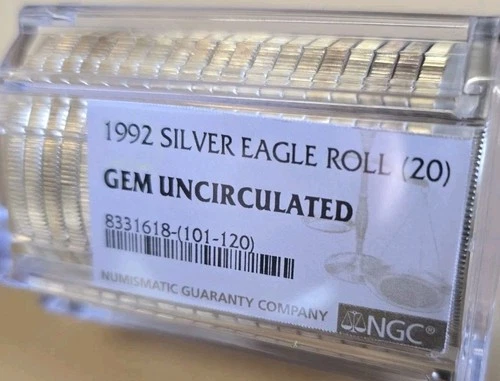 1992 SILVER EAGLE ROLL (20)
GEM UNCIRCULATED
8331618-(101-120)
NUMISMATIC GUARANTY COMPANY
NGC®